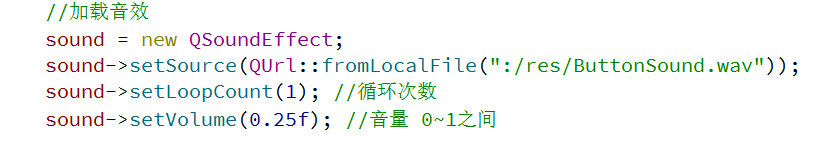 //加载音效
sound = new QSoundEffect;
sound->setSource(QUrl::fromLocalFile(":/res/ButtonSound.wav"));
sound->setLoopCount(1); //循环次数
sound->setVolume(0.25f); //音量 0~1之间